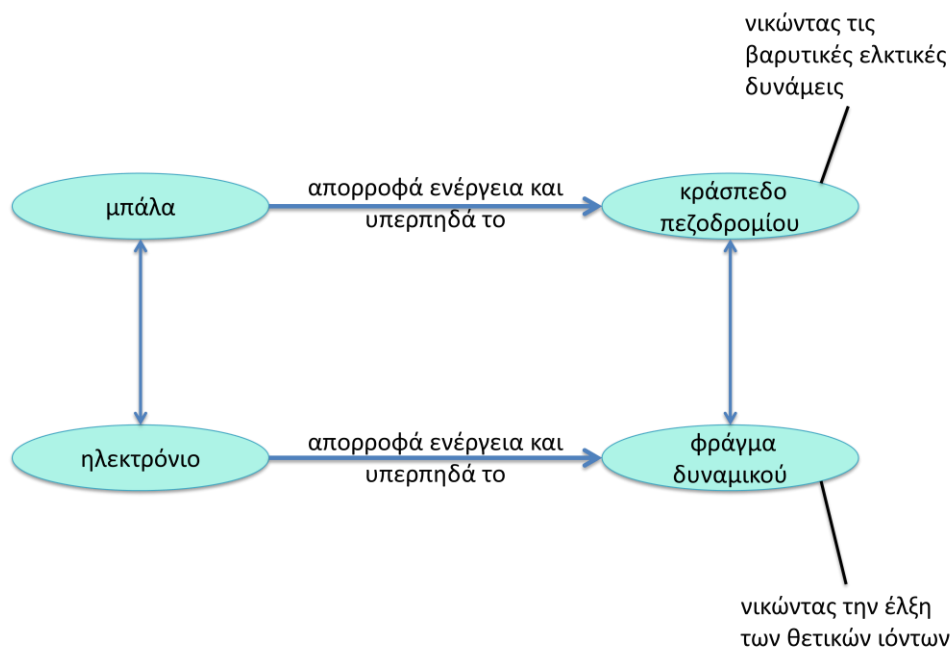 νικώντας τις
βαρυτικές ελκτικές
δυνάμεις
μπάλα
απορροφά ενέργεια και
υπερπηδά το
κράσπεδο
πεζοδρομίου
ηλεκτρόνιο
απορροφά ενέργεια και
υπερπηδά το
φράγμα
δυναμικού
νικώντας την έλξη
των θετικών ιόντων